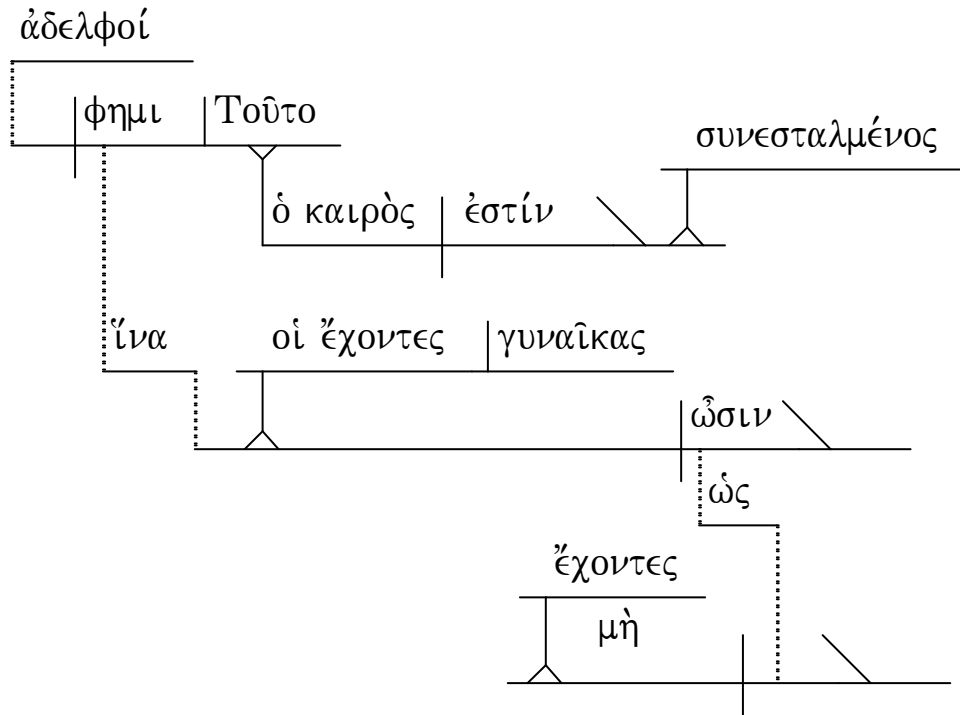 ἀδελφοί
φημι Τοῦτο
συνεσταλμένος
ὁ καιρὸς ἐστίν
ἵνα οἱ ἔχοντες γυναῖκας
ὦσιν
ὡς
ἔχοντες
μὴ